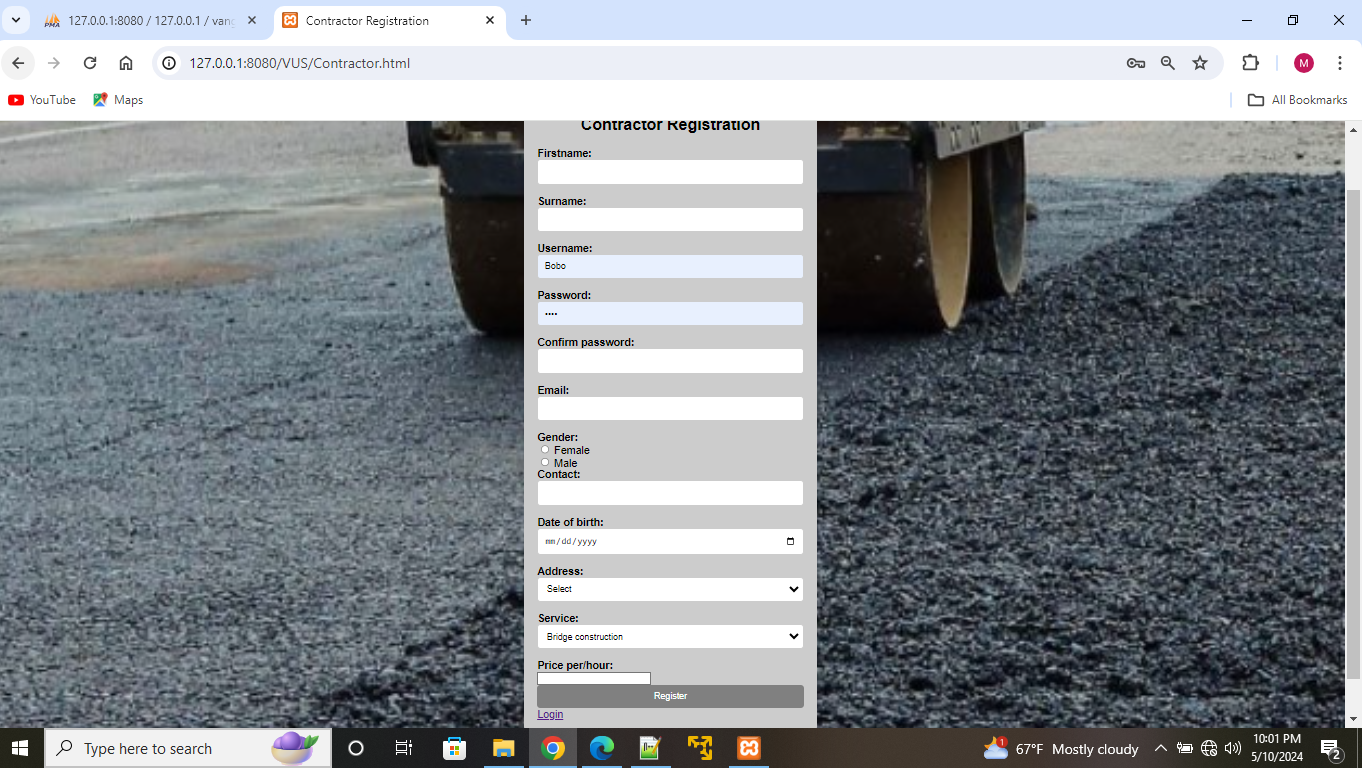 127.0.0.1:8080 / 127.0.0.1 / van
Contractor Registration
127.0.0.1:8080/VUS/Contractor.html
M
YouTube
Maps
All Bookmarks
Contractor Registration
Firstname:
Surname:
Username:
Bobo
Password:
••••
Confirm password:
Email:
Gender:
Female
Male
Contact:
Date of birth:
mm/dd/yyyy
Address:
Select
Service:
Bridge construction
Price per/hour:
Register
Login
Type here to search
1
67°F Mostly cloudy
10:01 PM
5/10/2024
2